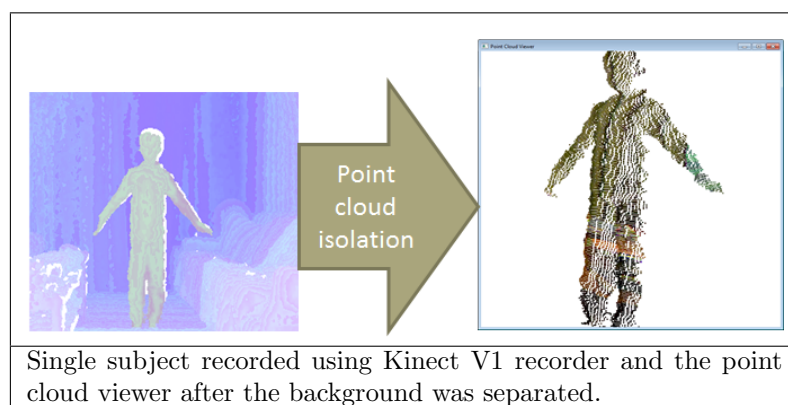 Point Cloud Viewer
Point
cloud
isolation
Single subject recorded using Kinect V1 recorder and the point
cloud viewer after the background was separated.